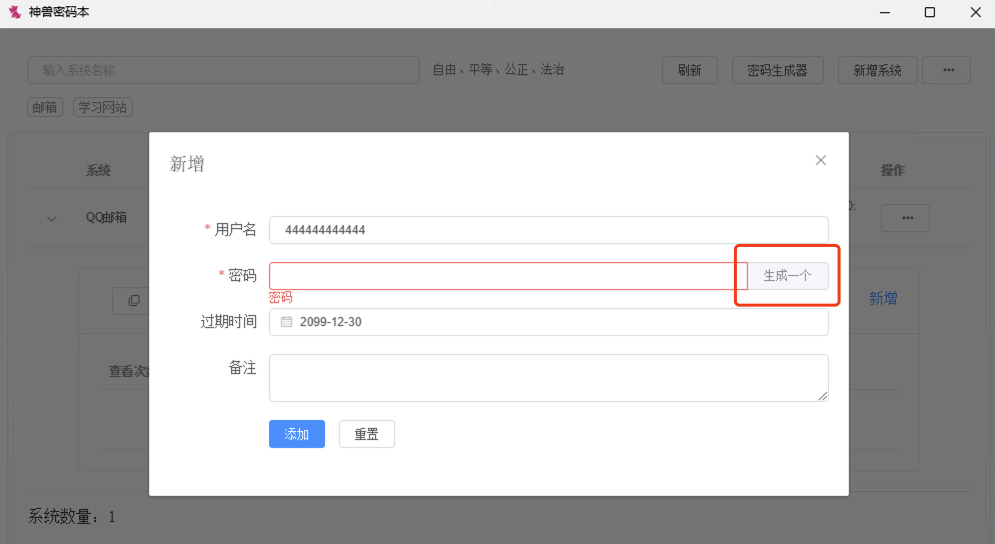 神兽密码本
输入系统名称 自由、平等、公正、法治 刷新 密码生成器 新增系统 ···
邮箱 学习网站
系统 操作
QQ邮箱 0: ···
新增
* 用户名 444444444444
* 密码 生成一个
密码
过期时间 2099-12-30
备注
添加 重置
新增
查看次
系统数量：1